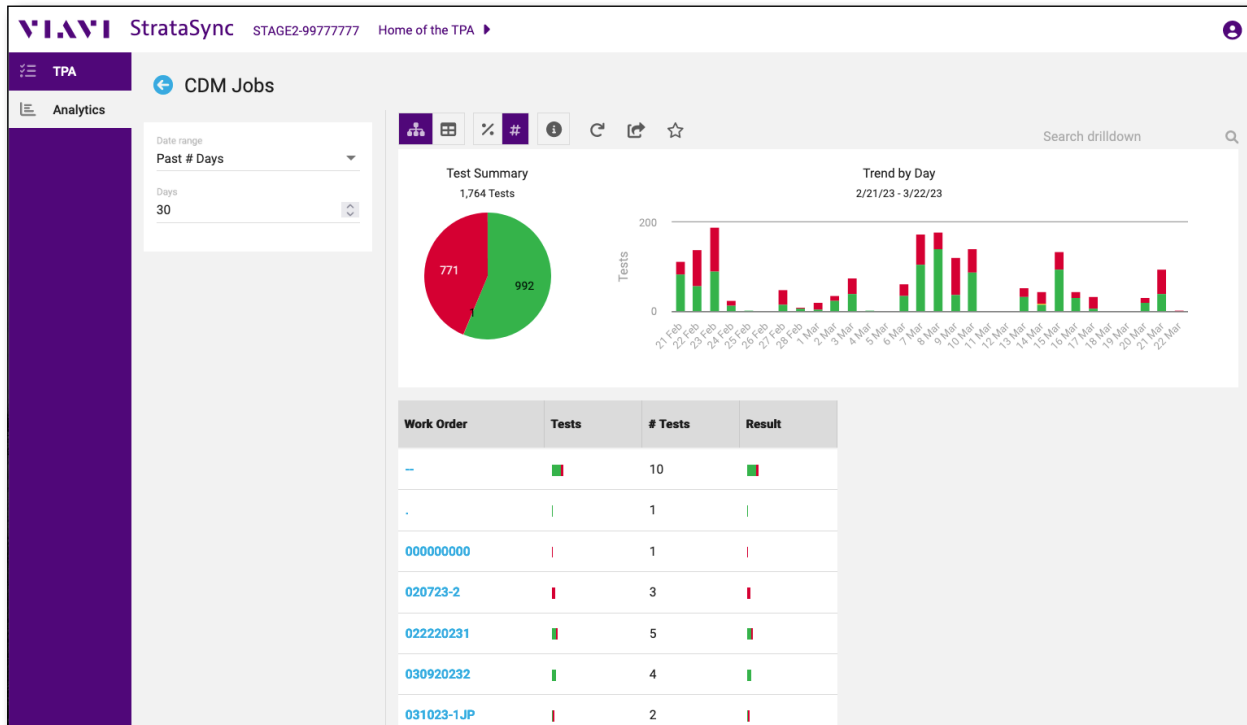 VIAVI StrataSync STAGE2-99777777 Home of the TPA
TPA
Analytics
CDM Jobs
Date range
Past # Days
Days
30
% #
Search drilldown
Test Summary
1,764 Tests
771
992
1
Trend by Day
2/21/23 - 3/22/23
Tests
200
0
21 Feb
22 Feb
23 Feb
24 Feb
25 Feb
26 Feb
27 Feb
28 Feb
1 Mar
2 Mar
3 Mar
4 Mar
5 Mar
6 Mar
7 Mar
8 Mar
9 Mar
10 Mar
11 Mar
12 Mar
13 Mar
14 Mar
15 Mar
16 Mar
17 Mar
18 Mar
19 Mar
20 Mar
21 Mar
22 Mar
Work Order Tests # Tests Result
-- 10
. 1
000000000 1
020723-2 3
022220231 5
030920232 4
031023-1JP 2